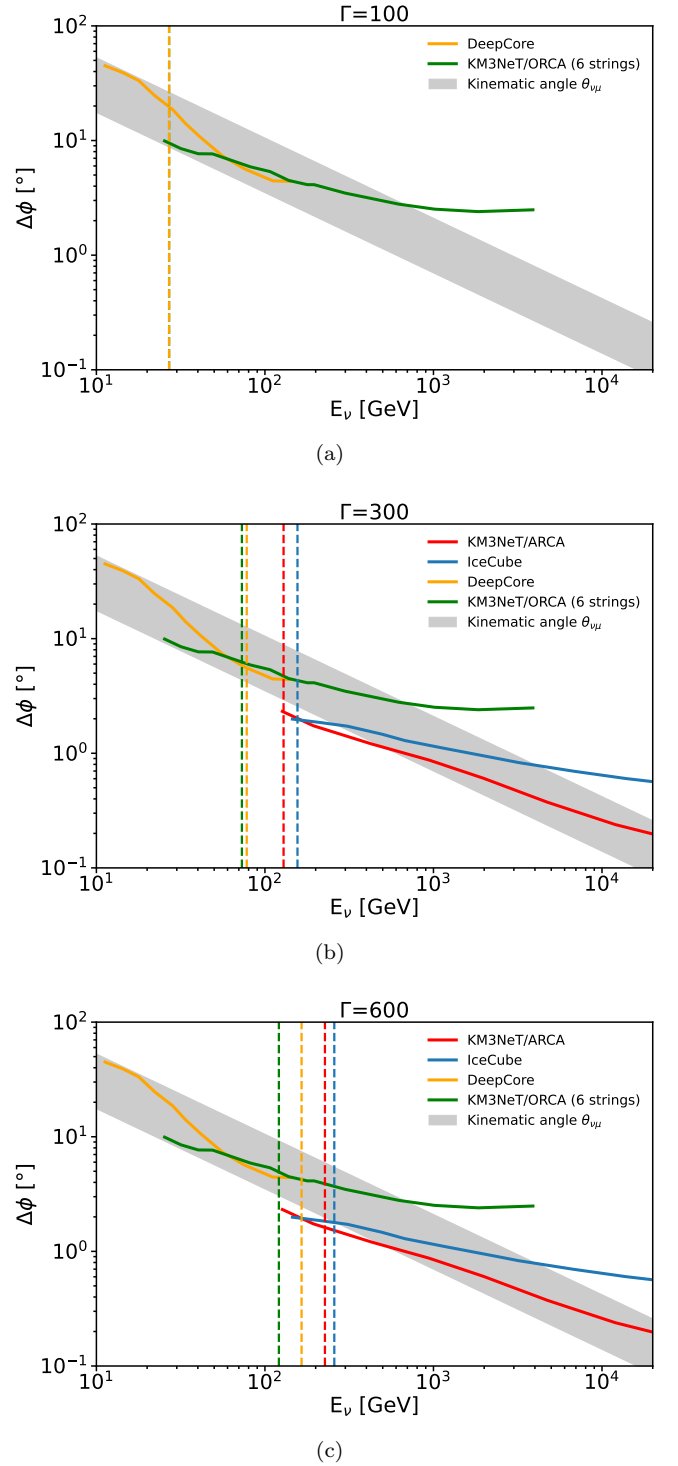 Γ=100
DeepCore
KM3NeT/ORCA (6 strings)
Kinematic angle θνμ
10²
10¹
10⁰
10⁻¹
Δϕ [°]
10¹ 10² 10³ 10⁴
Eν [GeV]
(a)
Γ=300
KM3NeT/ARCA
IceCube
DeepCore
KM3NeT/ORCA (6 strings)
Kinematic angle θνμ
10²
10¹
10⁰
10⁻¹
Δϕ [°]
10¹ 10² 10³ 10⁴
Eν [GeV]
(b)
Γ=600
KM3NeT/ARCA
IceCube
DeepCore
KM3NeT/ORCA (6 strings)
Kinematic angle θνμ
10²
10¹
10⁰
10⁻¹
Δϕ [°]
10¹ 10² 10³ 10⁴
Eν [GeV]
(c)